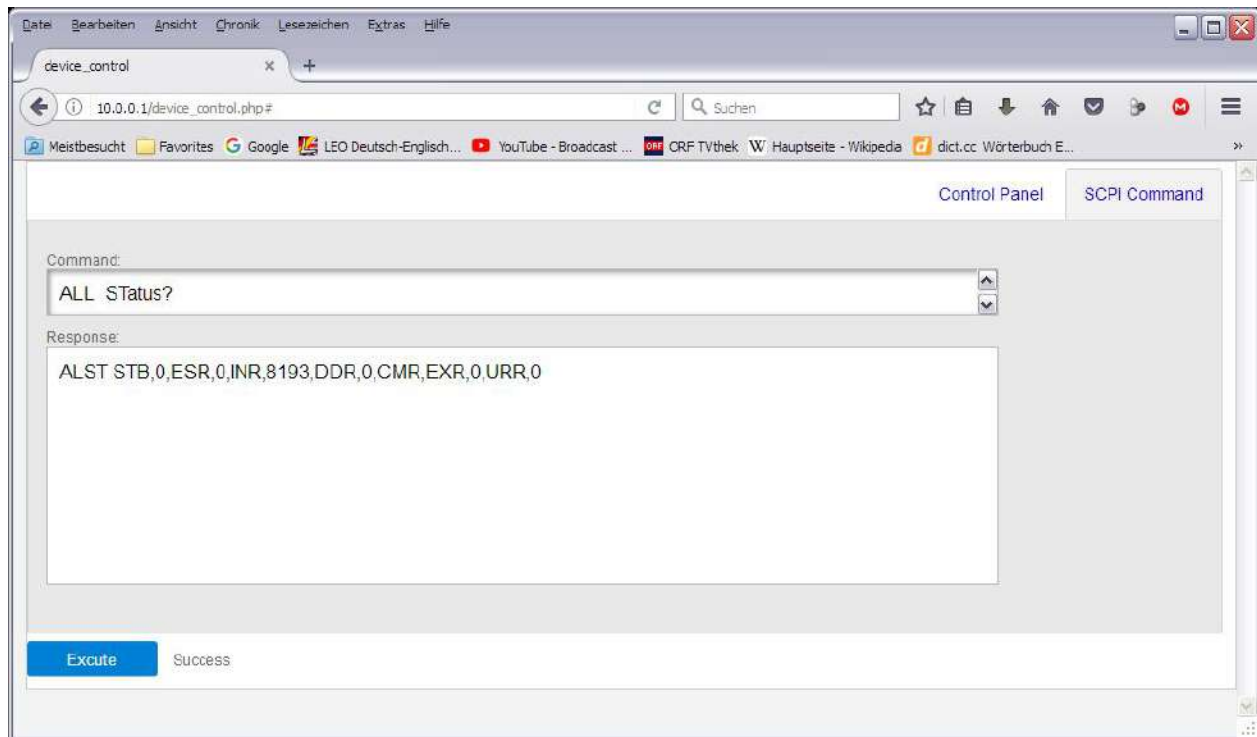 Datei Bearbeiten Ansicht Chronik Lesezeichen Extras Hilfe
device_control
10.0.0.1/device_control.php# Suchen
Meistbesucht Favorites Google LEO Deutsch-Englisch... YouTube - Broadcast ... ORF TVthek W Hauptseite - Wikipedia dict.cc Wörterbuch E... »
Control Panel SCPI Command
Command:
ALL STatus?
Response:
ALST STB,0,ESR,0,INR,8193,DDR,0,CMR,EXR,0,URR,0
Excute Success